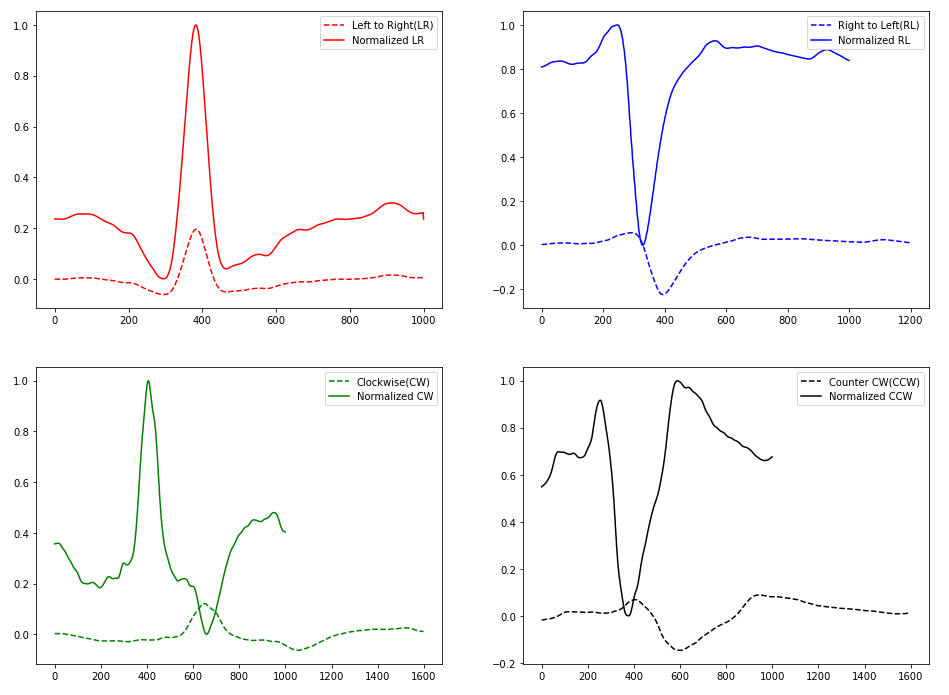 Left to Right(LR)
Normalized LR
1.0
0.8
0.6
0.4
0.2
0.0
0 200 400 600 800 1000
Right to Left(RL)
Normalized RL
1.0
0.8
0.6
0.4
0.2
0.0
−0.2
0 200 400 600 800 1000 1200
Clockwise(CW)
Normalized CW
1.0
0.8
0.6
0.4
0.2
0.0
0 200 400 600 800 1000 1200 1400 1600
Counter CW(CCW)
Normalized CCW
1.0
0.8
0.6
0.4
0.2
0.0
−0.2
0 200 400 600 800 1000 1200 1400 1600